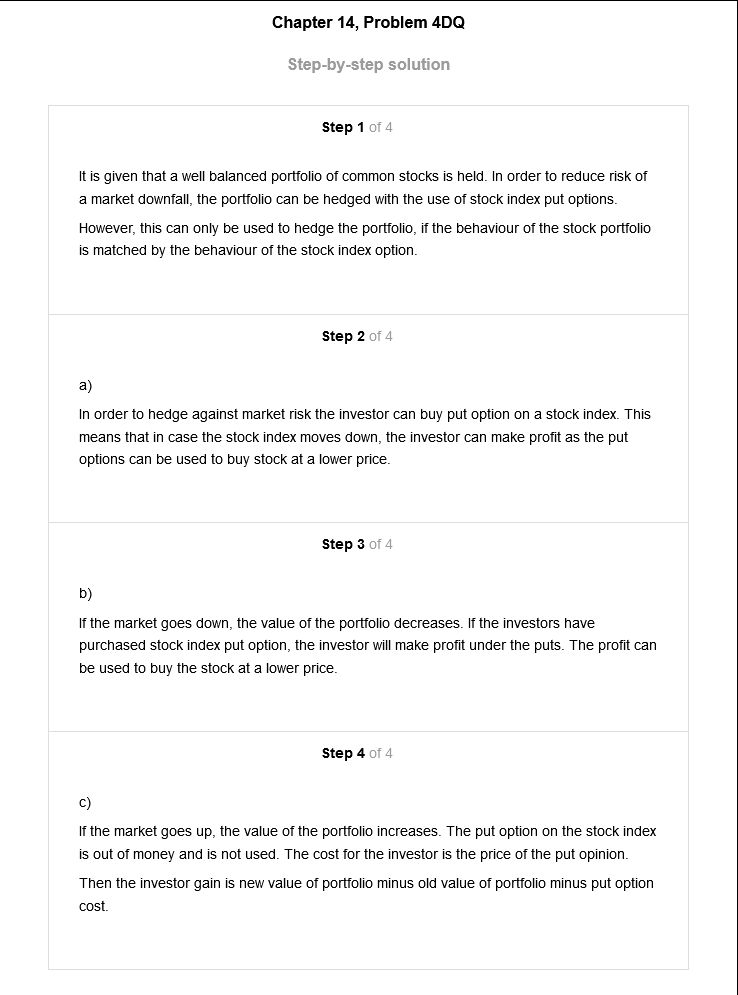 Chapter 14, Problem 4DQ
Step-by-step solution
Step 1 of 4
It is given that a well balanced portfolio of common stocks is held. In order to reduce risk of
a market downfall, the portfolio can be hedged with the use of stock index put options.
However, this can only be used to hedge the portfolio, if the behaviour of the stock portfolio
is matched by the behaviour of the stock index option.
Step 2 of 4
a)
In order to hedge against market risk the investor can buy put option on a stock index. This
means that in case the stock index moves down, the investor can make profit as the put
options can be used to buy stock at a lower price.
Step 3 of 4
b)
If the market goes down, the value of the portfolio decreases. If the investors have
purchased stock index put option, the investor will make profit under the puts. The profit can
be used to buy the stock at a lower price.
Step 4 of 4
c)
If the market goes up, the value of the portfolio increases. The put option on the stock index
is out of money and is not used. The cost for the investor is the price of the put opinion.
Then the investor gain is new value of portfolio minus old value of portfolio minus put option
cost.